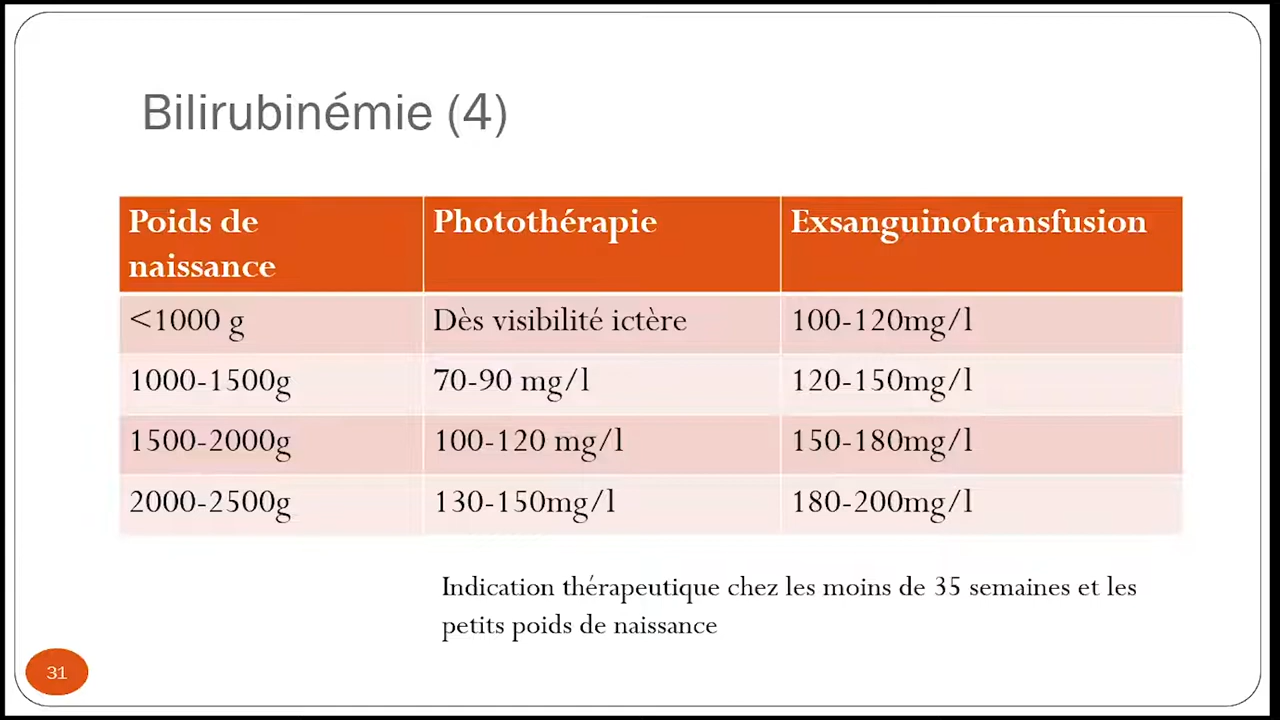 Bilirubinémie (4)
Poids de naissance Photothérapie Exsanguinotransfusion
<1000 g Dès visibilité ictère 100-120mg/l
1000-1500g 70-90 mg/l 120-150mg/l
1500-2000g 100-120 mg/l 150-180mg/l
2000-2500g 130-150mg/l 180-200mg/l
Indication thérapeutique chez les moins de 35 semaines et les
petits poids de naissance
31